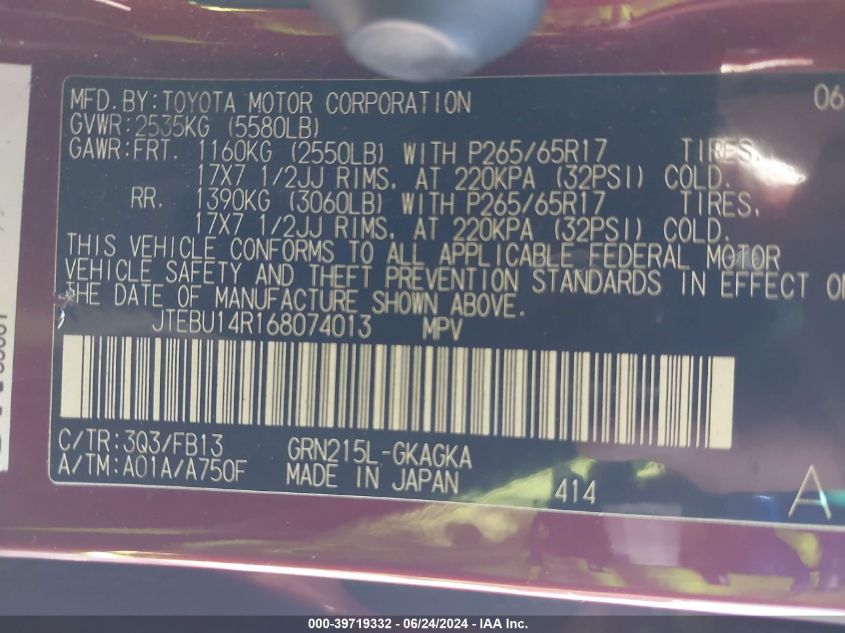 MFD.BY:TOYOTA MOTOR CORPORATION 06
GVWR:2535KG (5580LB)
GAWR:FRT. 1160KG (2550LB) WITH P265/65R17 TIRES.
17X7 1/2JJ RIMS. AT 220KPA (32PSI) COLD.
RR. 1390KG (3060LB) WITH P265/65R17 TIRES.
17X7 1/2JJ RIMS. AT 220KPA (32PSI) COLD.
THIS VEHICLE CONFORMS TO ALL APPLICABLE FEDERAL MOTOR
VEHICLE SAFETY AND THEFT PREVENTION STANDARDS IN EFFECT
THE DATE OF MANUFACTURE SHOWN ABOVE.
JTEBU14R168074013 MPV
C/TR:3Q3/FB13 GRN215L-GKAGKA
A/TM:A01A/A750F MADE IN JAPAN 414 A
000-39719332 - 06/24/2024 - IAA Inc.